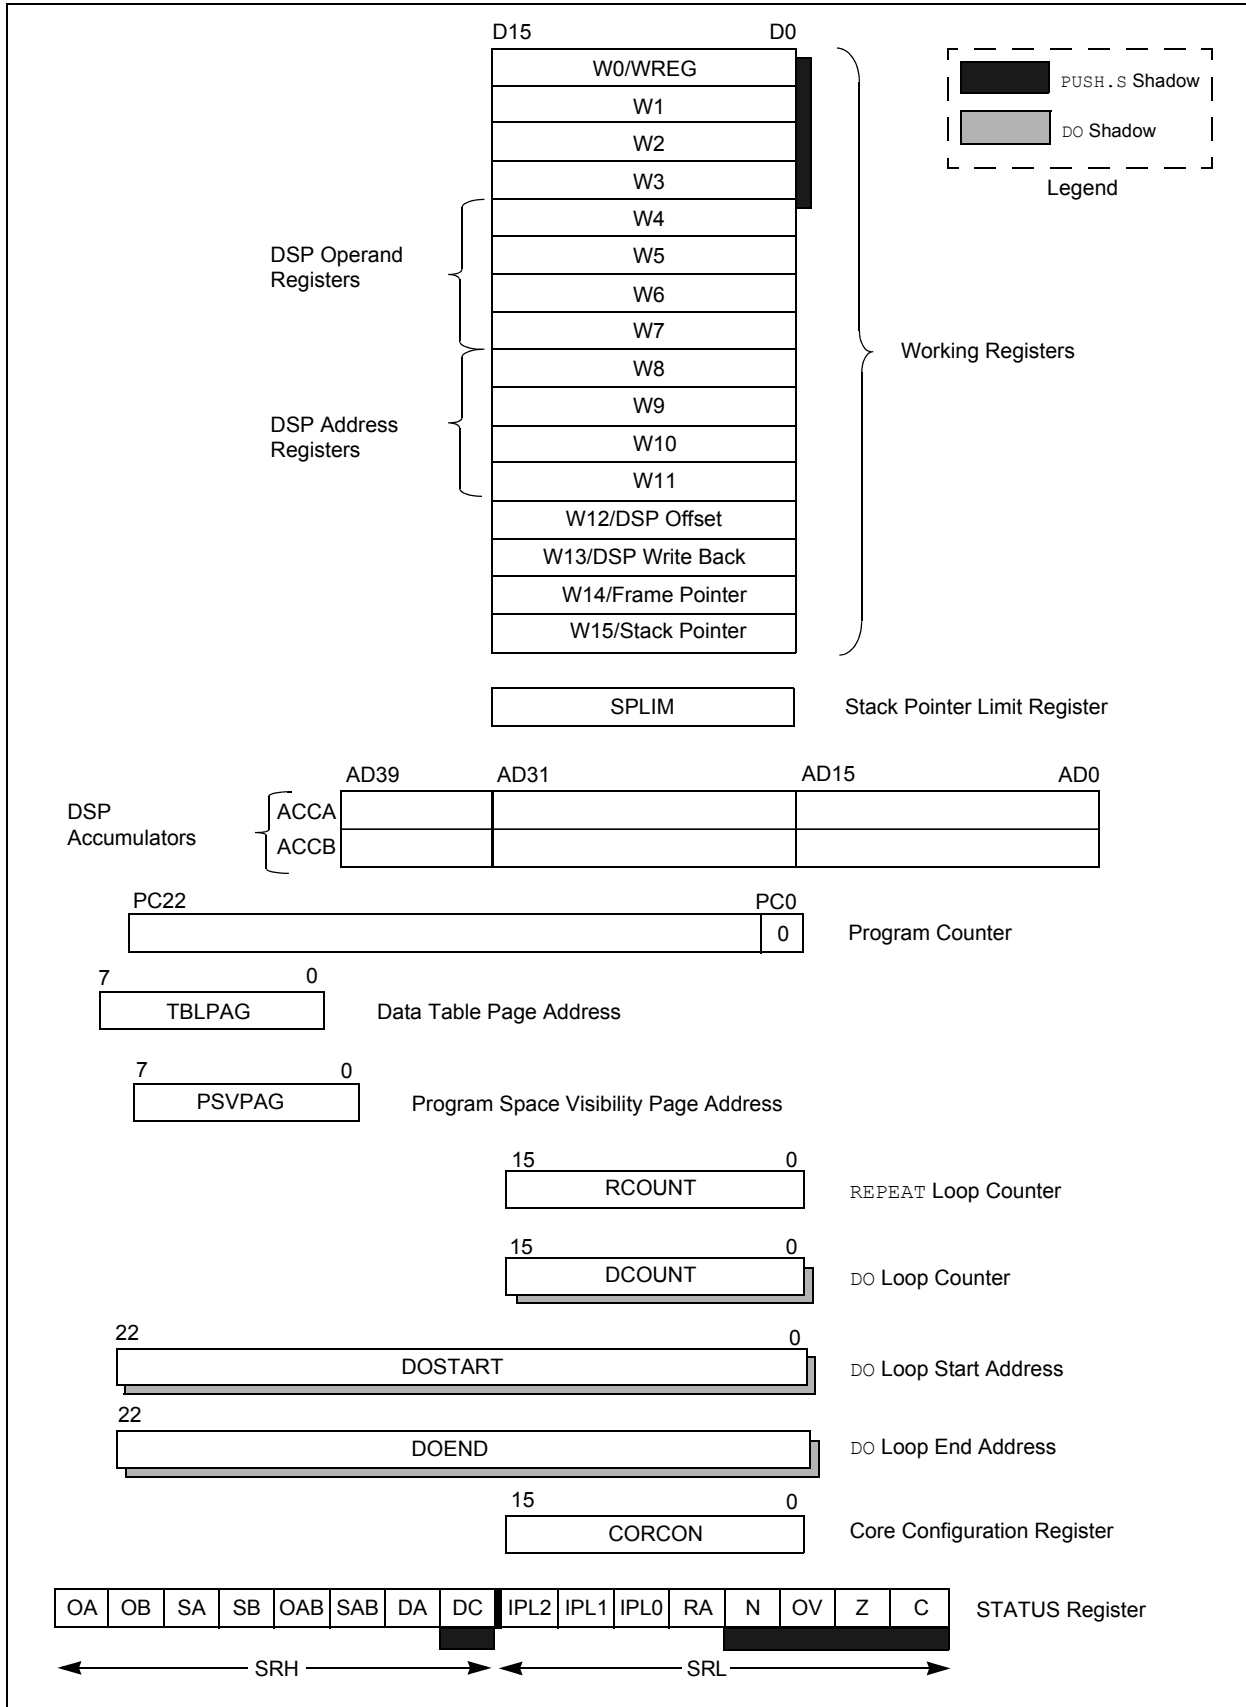 D15 D0
W0/WREG
W1
W2
W3
W4
W5
W6
W7
W8
W9
W10
W11
W12/DSP Offset
W13/DSP Write Back
W14/Frame Pointer
W15/Stack Pointer
PUSH.S Shadow
DO Shadow
Legend
DSP Operand
Registers
DSP Address
Registers
Working Registers
SPLIM Stack Pointer Limit Register
AD39 AD31 AD15 AD0
DSP
Accumulators
ACCA
ACCB
PC22 PC0
0 Program Counter
7 0
TBLPAG Data Table Page Address
7 0
PSVPAG Program Space Visibility Page Address
15 0
RCOUNT REPEAT Loop Counter
15 0
DCOUNT DO Loop Counter
22 0
DOSTART DO Loop Start Address
22
DOEND DO Loop End Address
15 0
CORCON Core Configuration Register
OA OB SA SB OAB SAB DA DC IPL2 IPL1 IPL0 RA N OV Z C STATUS Register
SRH SRL